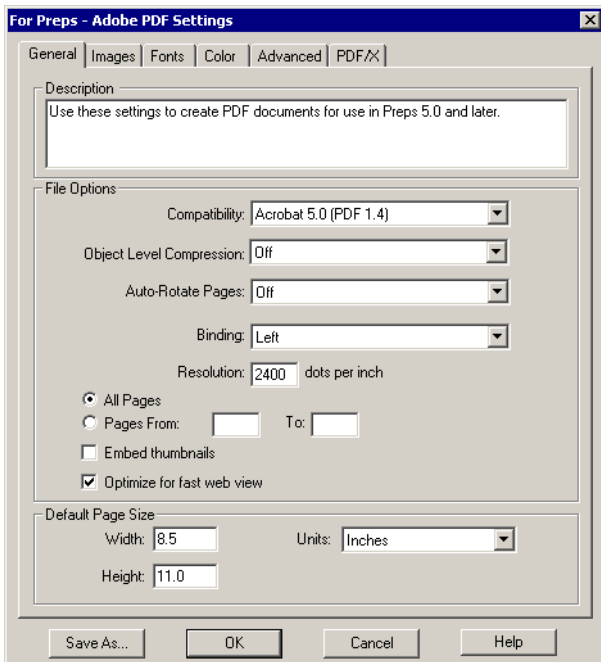 For Preps - Adobe PDF Settings
General Images Fonts Color Advanced PDF/X
Description
Use these settings to create PDF documents for use in Preps 5.0 and later.
File Options
Compatibility: Acrobat 5.0 (PDF 1.4)
Object Level Compression: Off
Auto-Rotate Pages: Off
Binding: Left
Resolution: 2400 dots per inch
All Pages
Pages From: To:
Embed thumbnails
Optimize for fast web view
Default Page Size
Width: 8.5 Units: Inches
Height: 11.0
Save As... OK Cancel Help